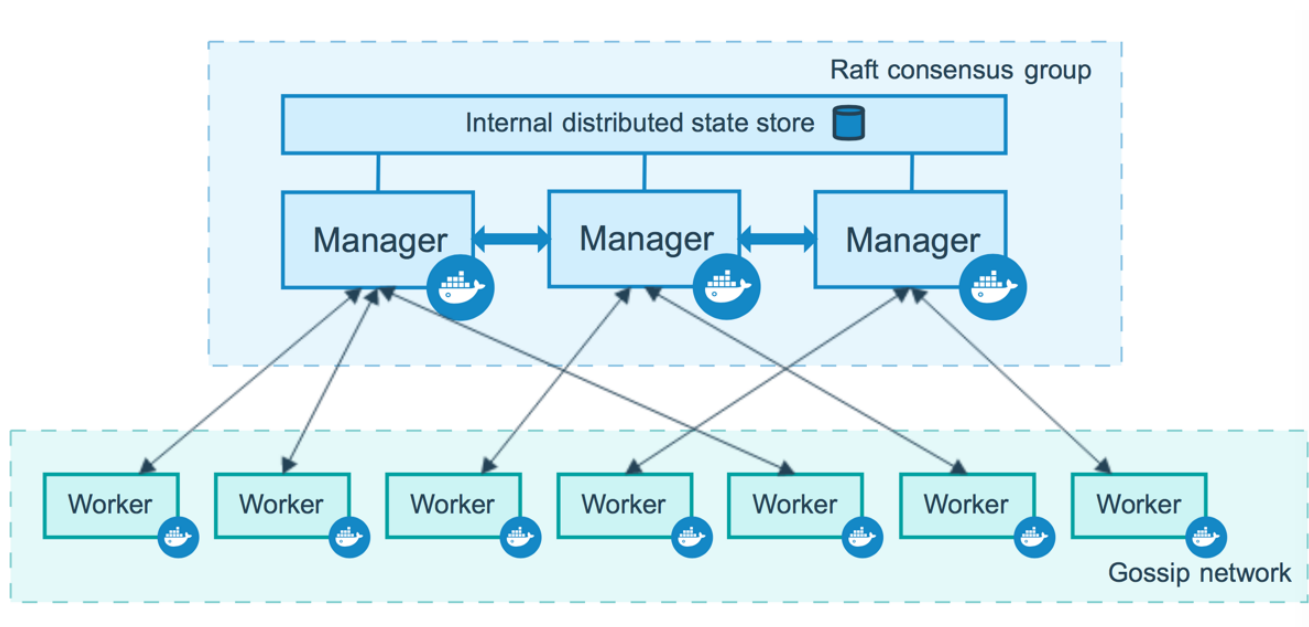 Raft consensus group
Internal distributed state store
Manager
Manager
Manager
Worker
Worker
Worker
Worker
Worker
Worker
Worker
Gossip network